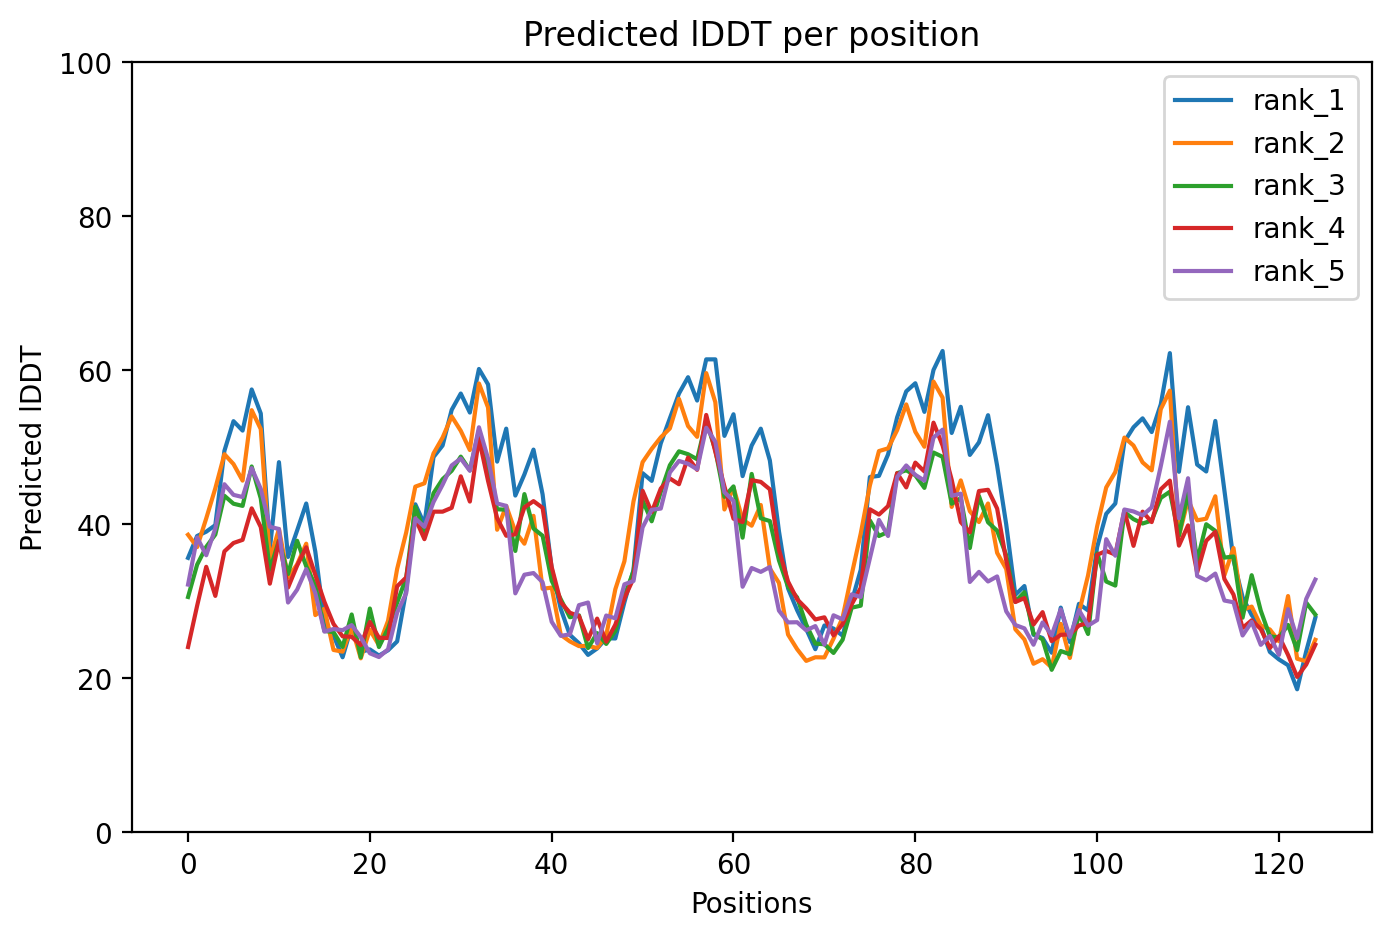 Predicted lDDT per position
100
80
60
40
20
0
Predicted lDDT
rank_1
rank_2
rank_3
rank_4
rank_5
0 20 40 60 80 100 120
Positions